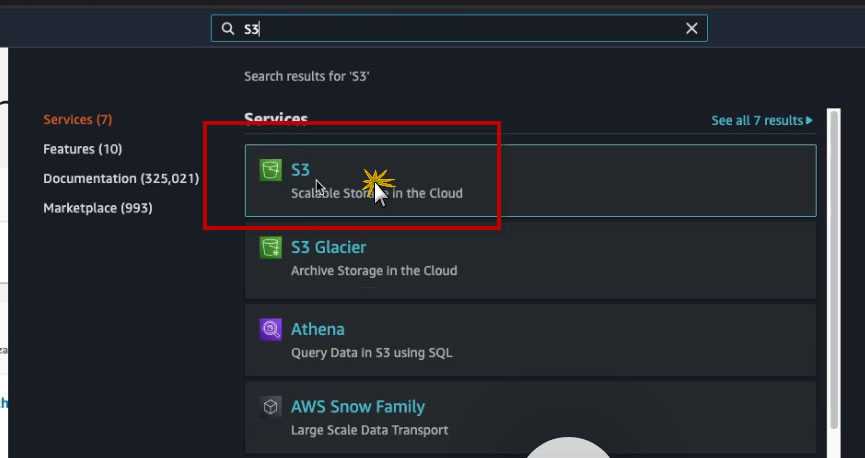 S3
Search results for 'S3'
Services (7)
Features (10)
Documentation (325,021)
Marketplace (993)
Services
See all 7 results
S3
Scalable Storage in the Cloud
S3 Glacier
Archive Storage in the Cloud
Athena
Query Data in S3 using SQL
AWS Snow Family
Large Scale Data Transport